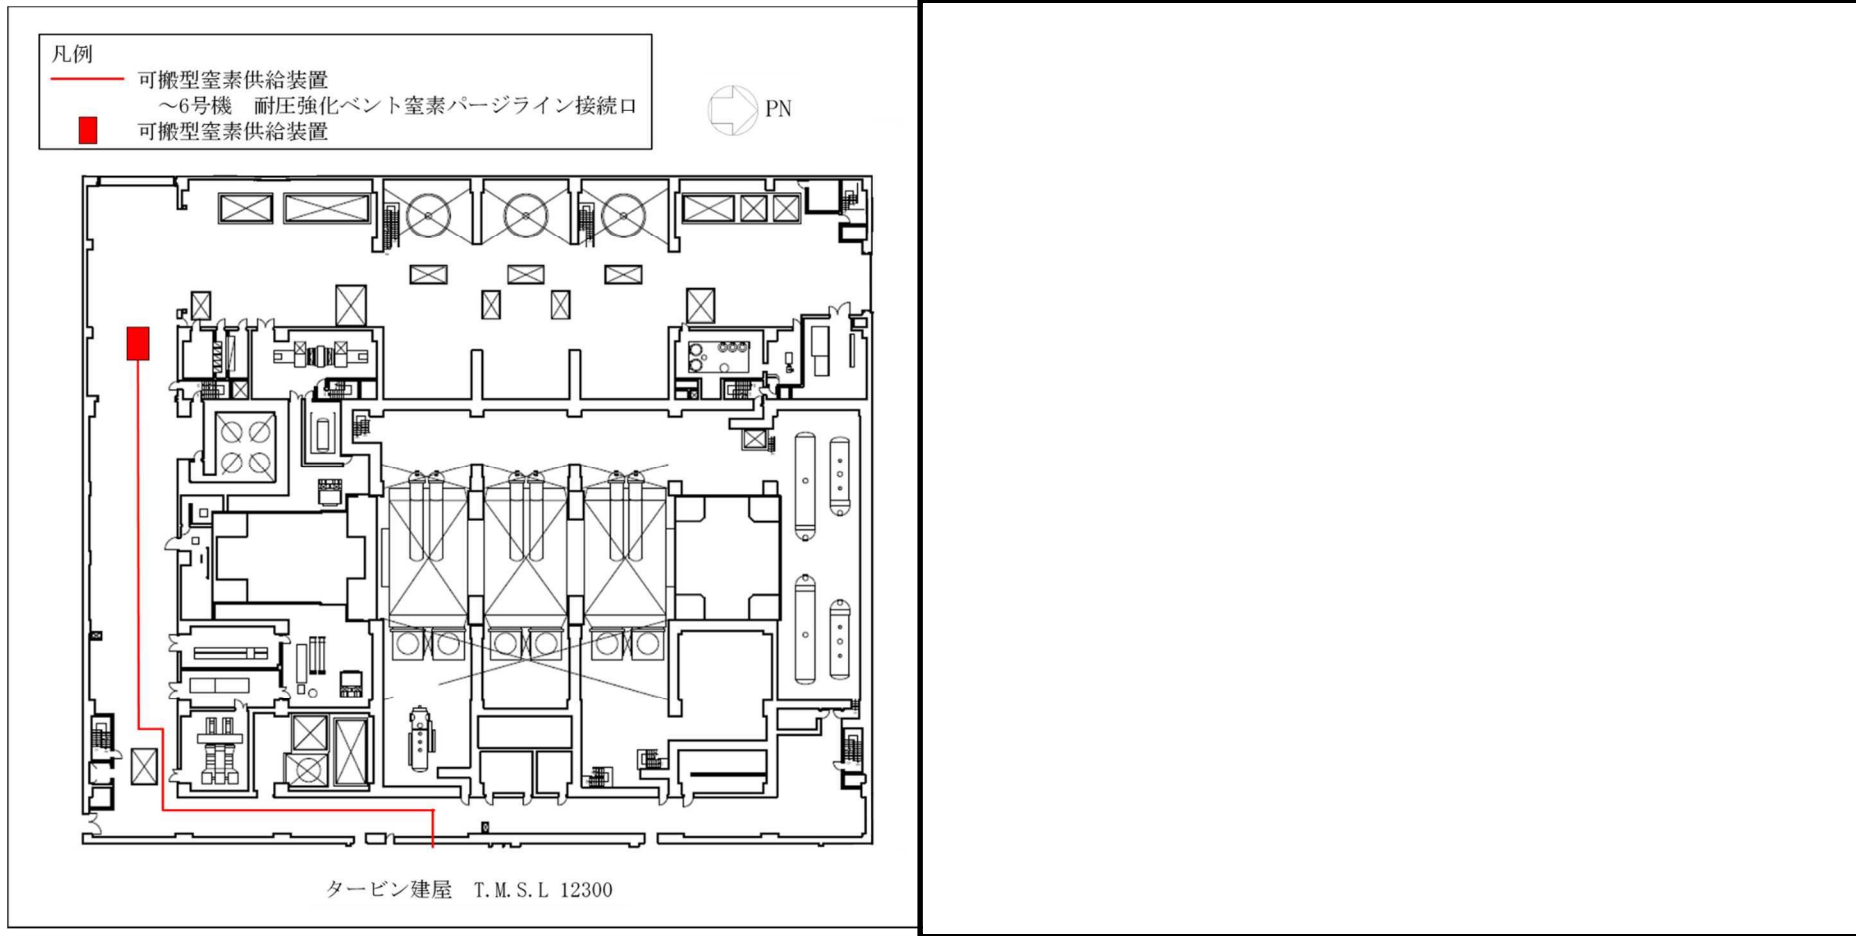 凡例
可搬型窒素供給装置
～6号機　耐圧強化ベント窒素パージライン接続口
可搬型窒素供給装置
PN
タービン建屋　T.M.S.L 12300